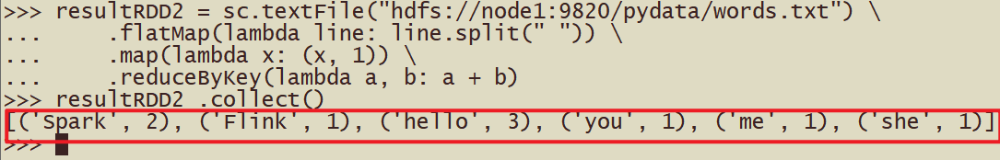 >>> resultRDD2 = sc.textFile("hdfs://node1:9820/pydata/words.txt") \
...     .flatMap(lambda line: line.split(" ")) \
...     .map(lambda x: (x, 1)) \
...     .reduceByKey(lambda a, b: a + b)
>>> resultRDD2 .collect()
[('Spark', 2), ('Flink', 1), ('hello', 3), ('you', 1), ('me', 1), ('she', 1)]
>>>